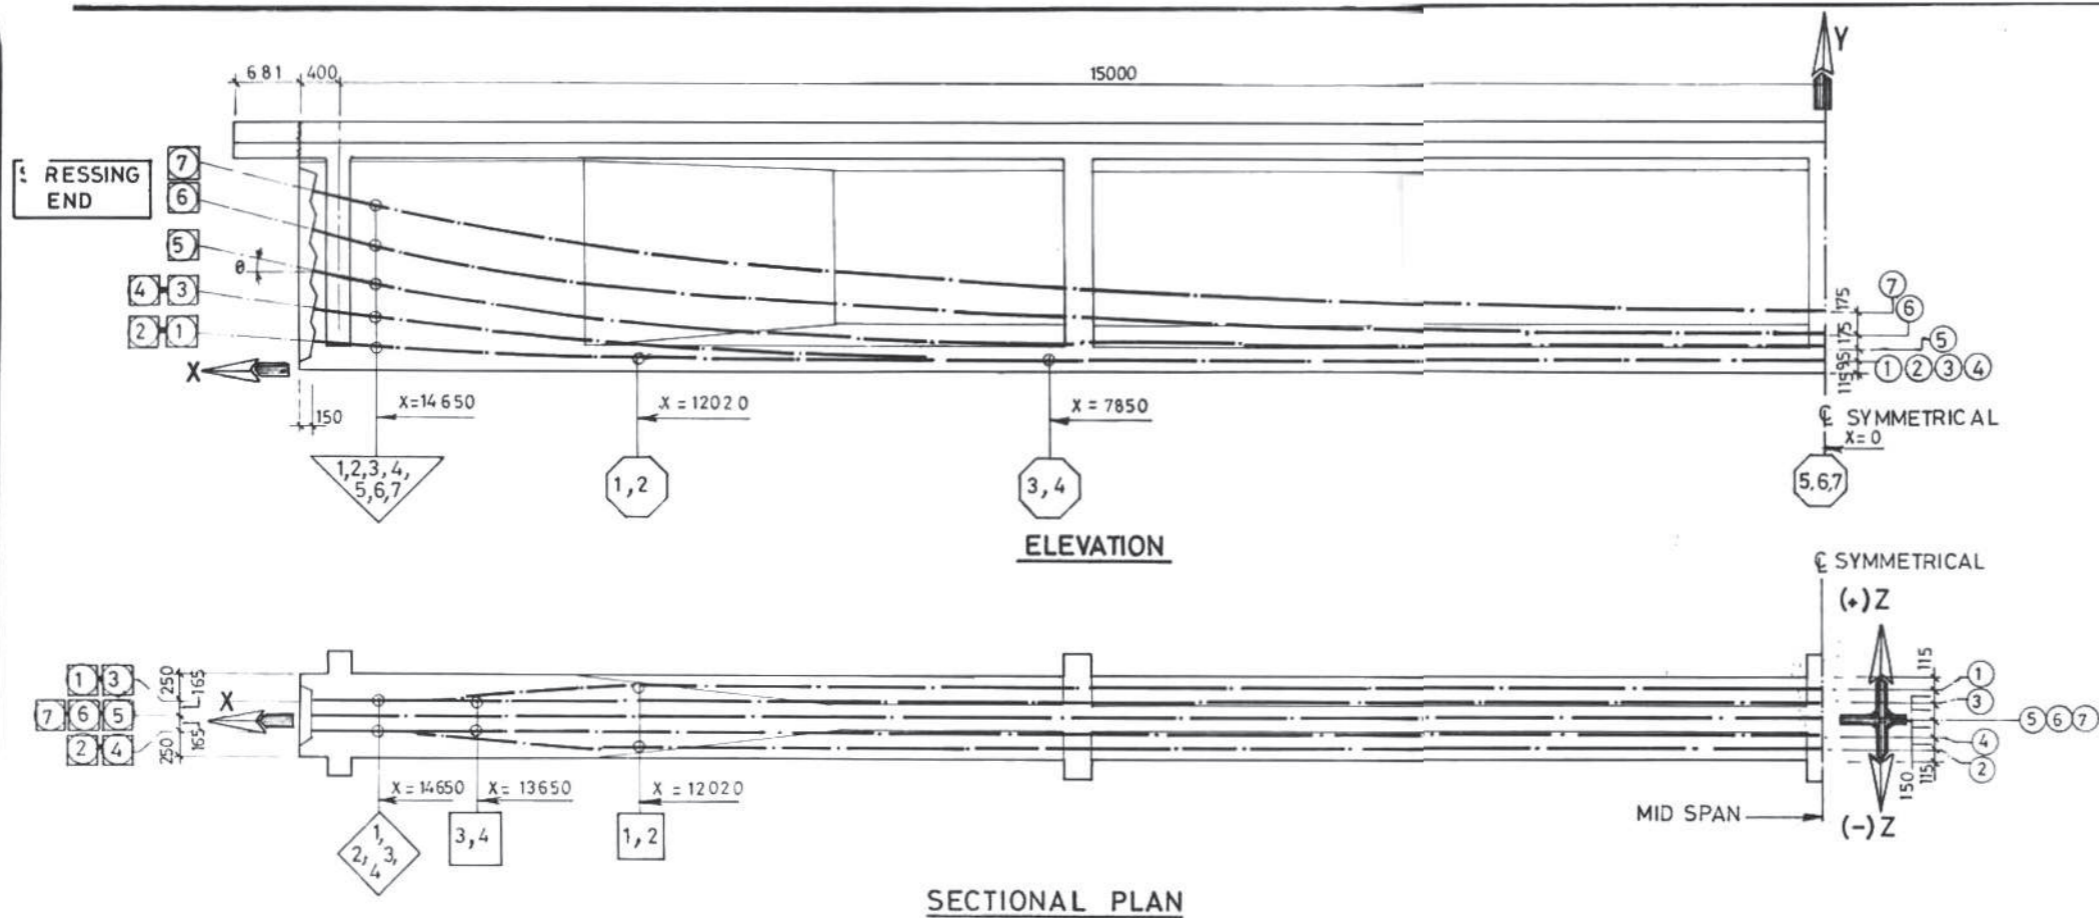 681 400 15000 Y
7
S RESSING
END
6
5
θ
4 3
2 1
X
150
X=14650
X = 12020
X = 7850
175
7
6
175
5
95
115
1 2 3 4
℄ SYMMETRICAL
X=0
1,2,3,4,
5,6,7
1,2
3,4
5,6,7
ELEVATION
℄ SYMMETRICAL
(+)Z
1 3
250
165
X
7 6 5
2 4
165
250
115
1
3
5 6 7
4
2
150
115
X = 14650
X = 13650
X = 12020
MID SPAN
(-)Z
1,
2, 3,
4
3,4
1,2
SECTIONAL PLAN